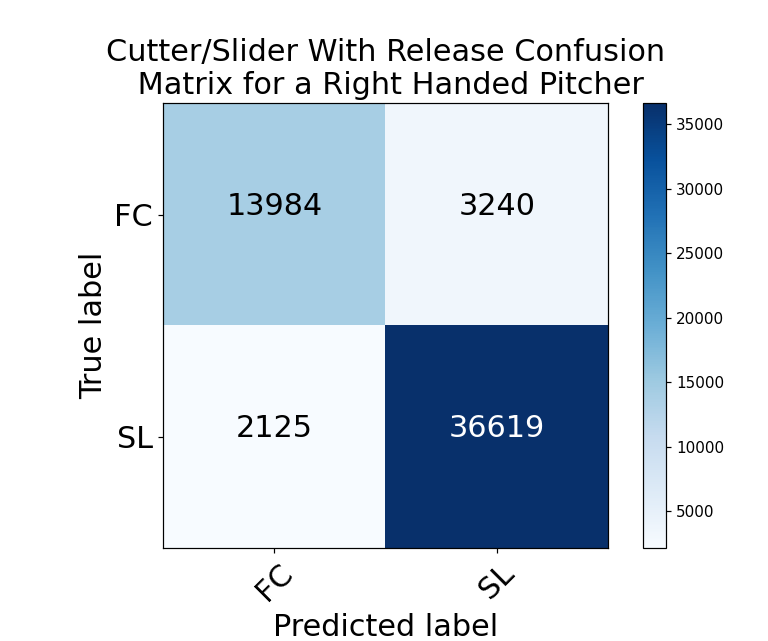 Cutter/Slider With Release Confusion
Matrix for a Right Handed Pitcher
FC
13984
3240
SL
2125
36619
True label
FC
SL
Predicted label
35000
30000
25000
20000
15000
10000
5000